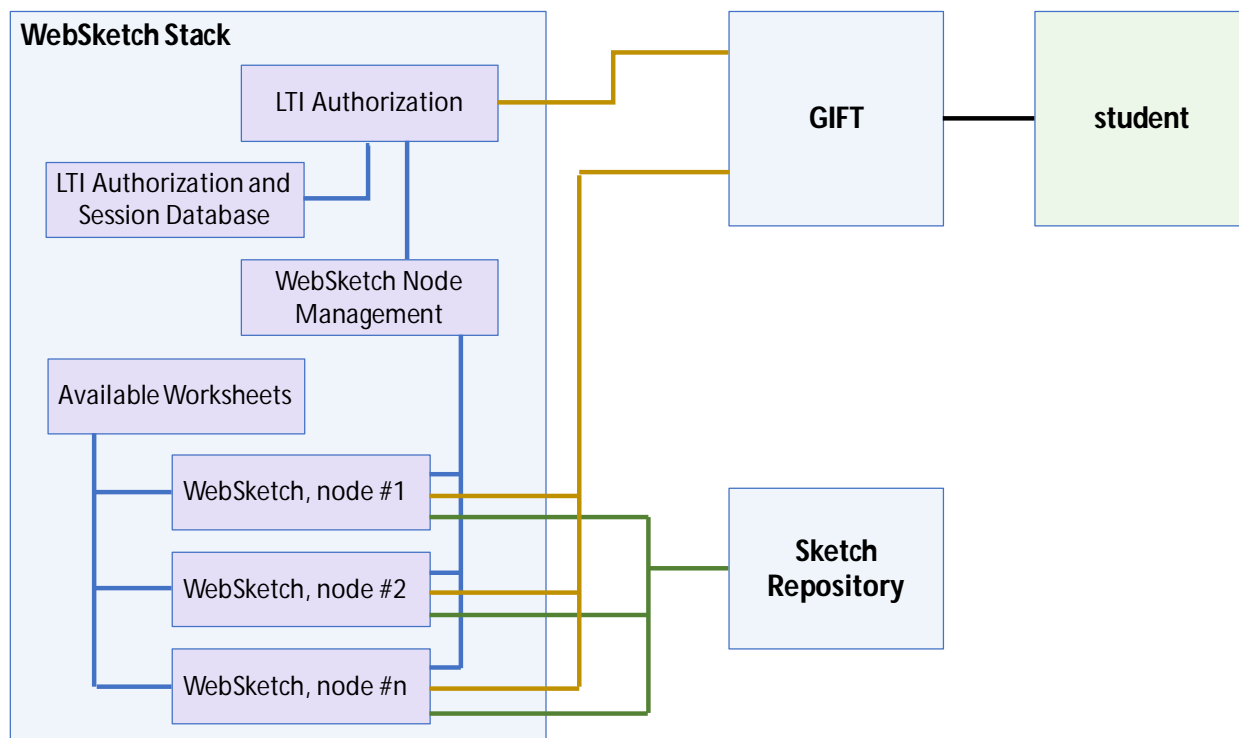 WebSketch Stack
LTI Authorization
LTI Authorization and
Session Database
WebSketch Node
Management
Available Worksheets
WebSketch, node #1
WebSketch, node #2
WebSketch, node #n
GIFT
student
Sketch
Repository